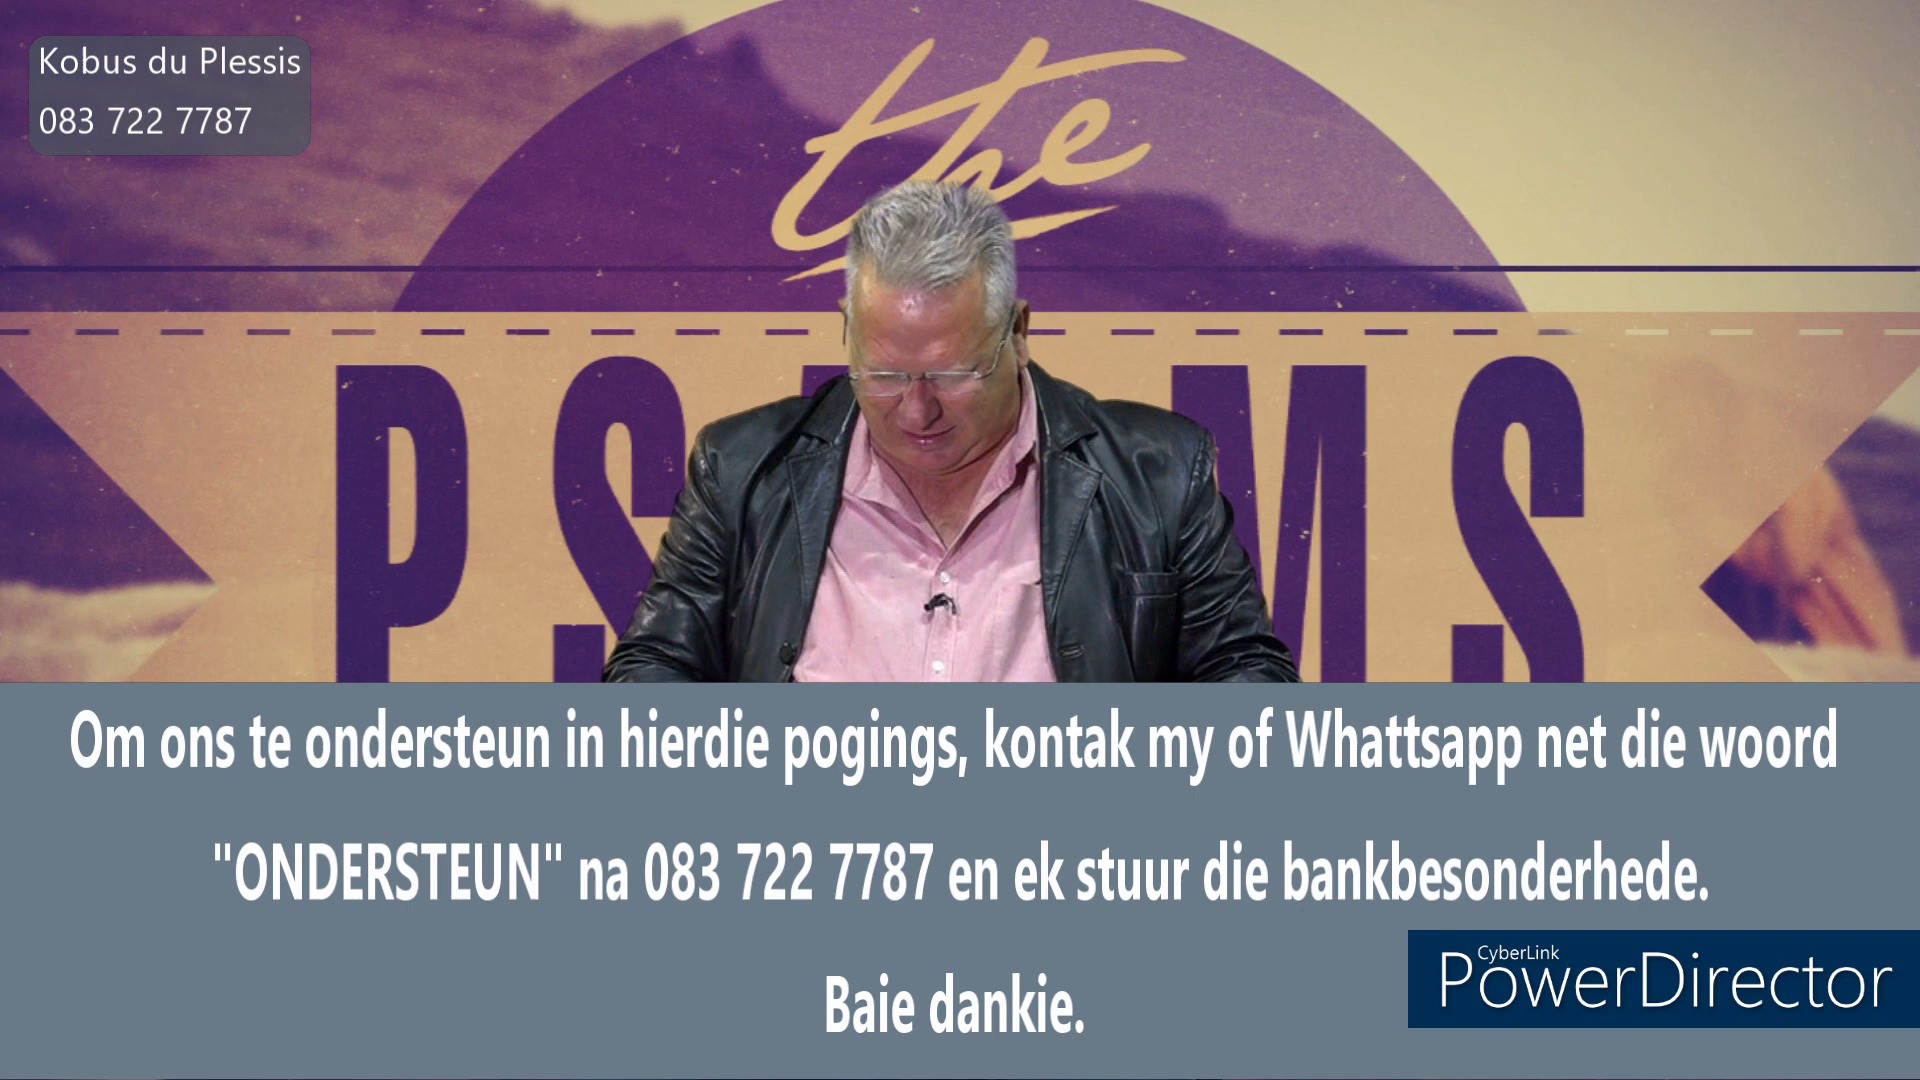 Kobus du Plessis
083 722 7787
the
PSALMS
Om ons te ondersteun in hierdie pogings, kontak my of Whattsapp net die woord
"ONDERSTEUN" na 083 722 7787 en ek stuur die bankbesonderhede.
Baie dankie.
CyberLink
PowerDirector